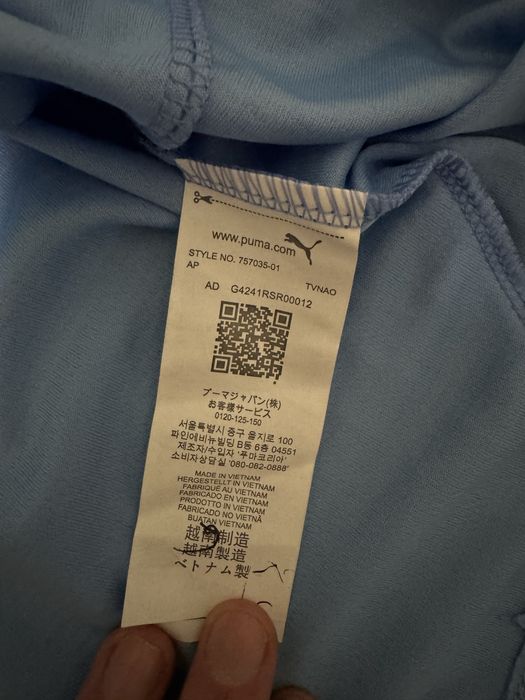 www.puma.com
STYLE NO. 757035-01
AP TVNAO
AD G4241RSR00012
プーマジャパン(株)
お客様サービス
0120-125-150
서울특별시 중구 을지로 100
파인에비뉴빌딩 B동 6층 04551
제조자/수입자 '푸마코리아'
소비자상담실 '080-082-0888'
MADE IN VIETNAM
HERGESTELLT IN VIETNAM
FABRIQUÉ AU VIETNAM
FABRICADO EN VIETNAM
PRODOTTO IN VIETNAM
FABRICADO NO VIETNÃ
BUATAN VIETNAM
越南制造
越南製造
ベトナム製